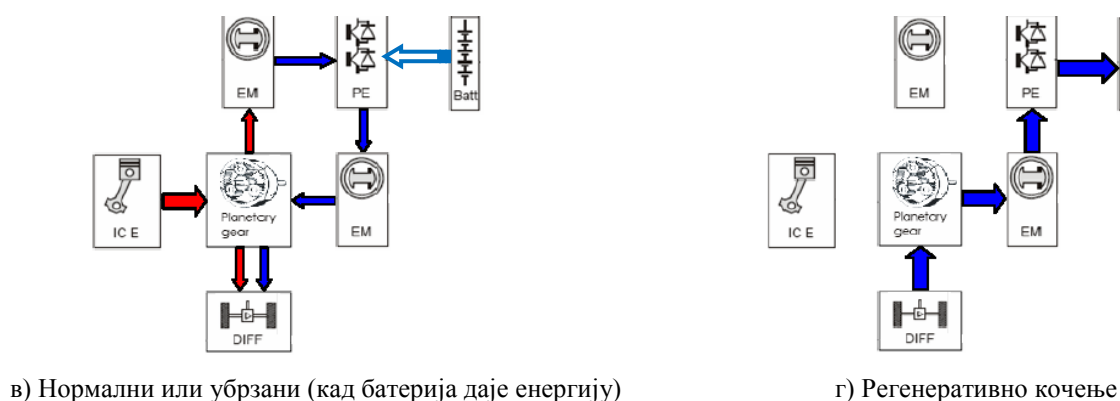 EM
PE
Batt
IC E
Planetary
gear
EM
DIFF
в) Нормални или убрзани (кад батерија даје енергију)
EM
PE
IC E
Planetary
gear
EM
DIFF
г) Регенеративно кочење